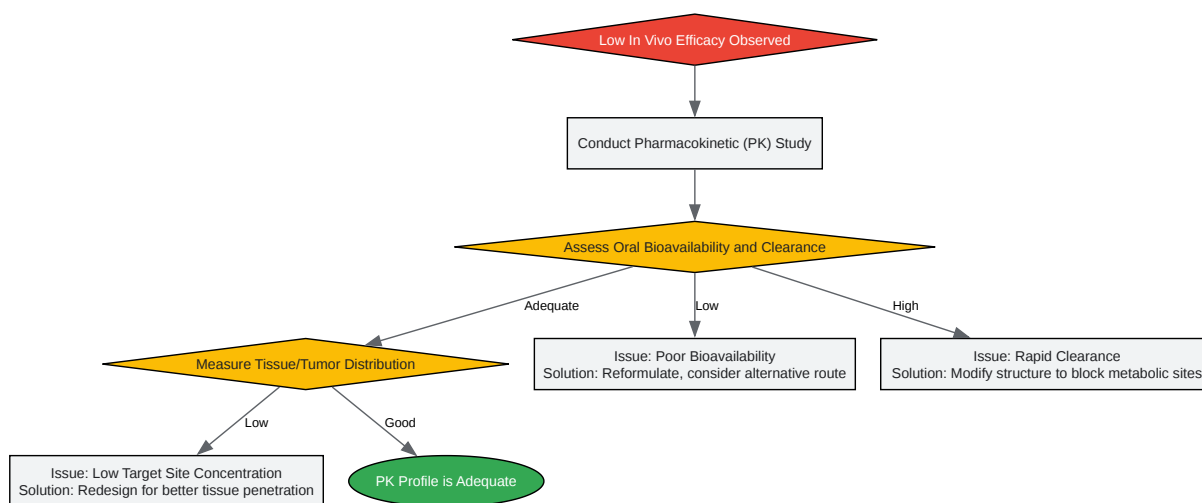 Low In Vivo Efficacy Observed
Conduct Pharmacokinetic (PK) Study
Assess Oral Bioavailability and Clearance
Adequate
Low
High
Measure Tissue/Tumor Distribution
Issue: Poor Bioavailability
Solution: Reformulate, consider alternative route
Issue: Rapid Clearance
Solution: Modify structure to block metabolic sites
Low
Good
Issue: Low Target Site Concentration
Solution: Redesign for better tissue penetration
PK Profile is Adequate